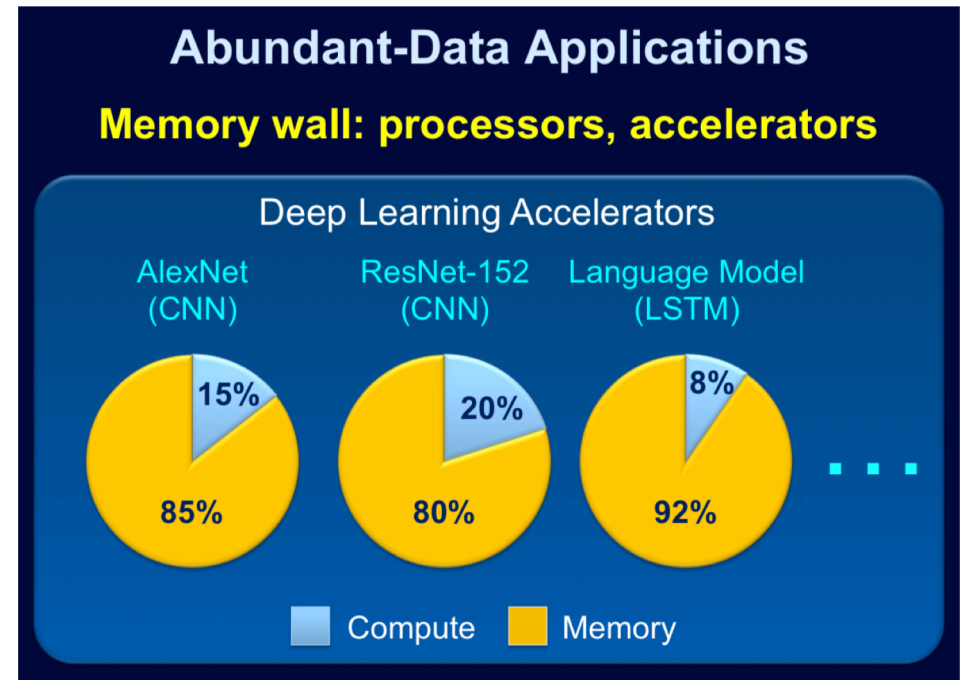 Abundant-Data Applications
Memory wall: processors, accelerators
Deep Learning Accelerators
AlexNet
(CNN)
ResNet-152
(CNN)
Language Model
(LSTM)
15%
85%
20%
80%
8%
92%
. . .
Compute
Memory